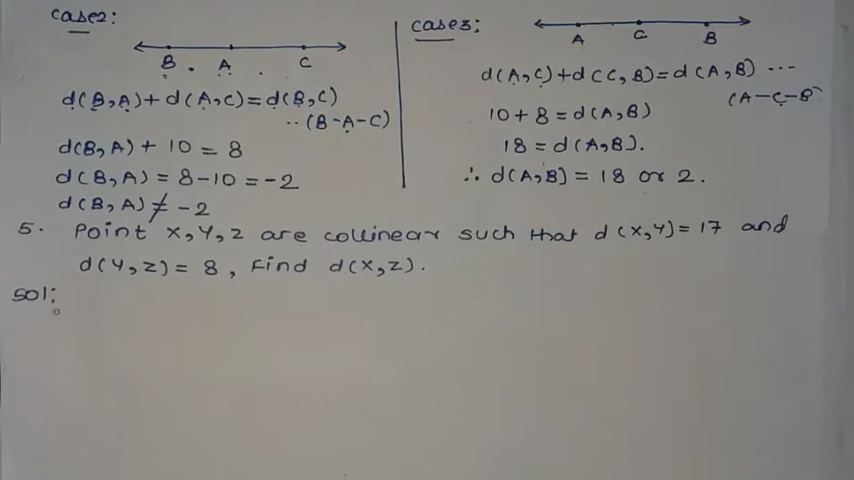 case2:
B A C
d(B,A)+d(A,C)=d(B,C)
..(B-A-C)
d(B,A) + 10 = 8
d(B,A) = 8-10 = -2
d(B,A) ≠ -2
case3:
A C B
d(A,C)+d(C,B)=d(A,B) ...
(A-C-B)
10+8=d(A,B)
18=d(A,B).
∴ d(A,B) = 18 or 2.
5. Point x,y,z are collinear such that d(x,y)=17 and
d(y,z)= 8, Find d(x,z).
sol: